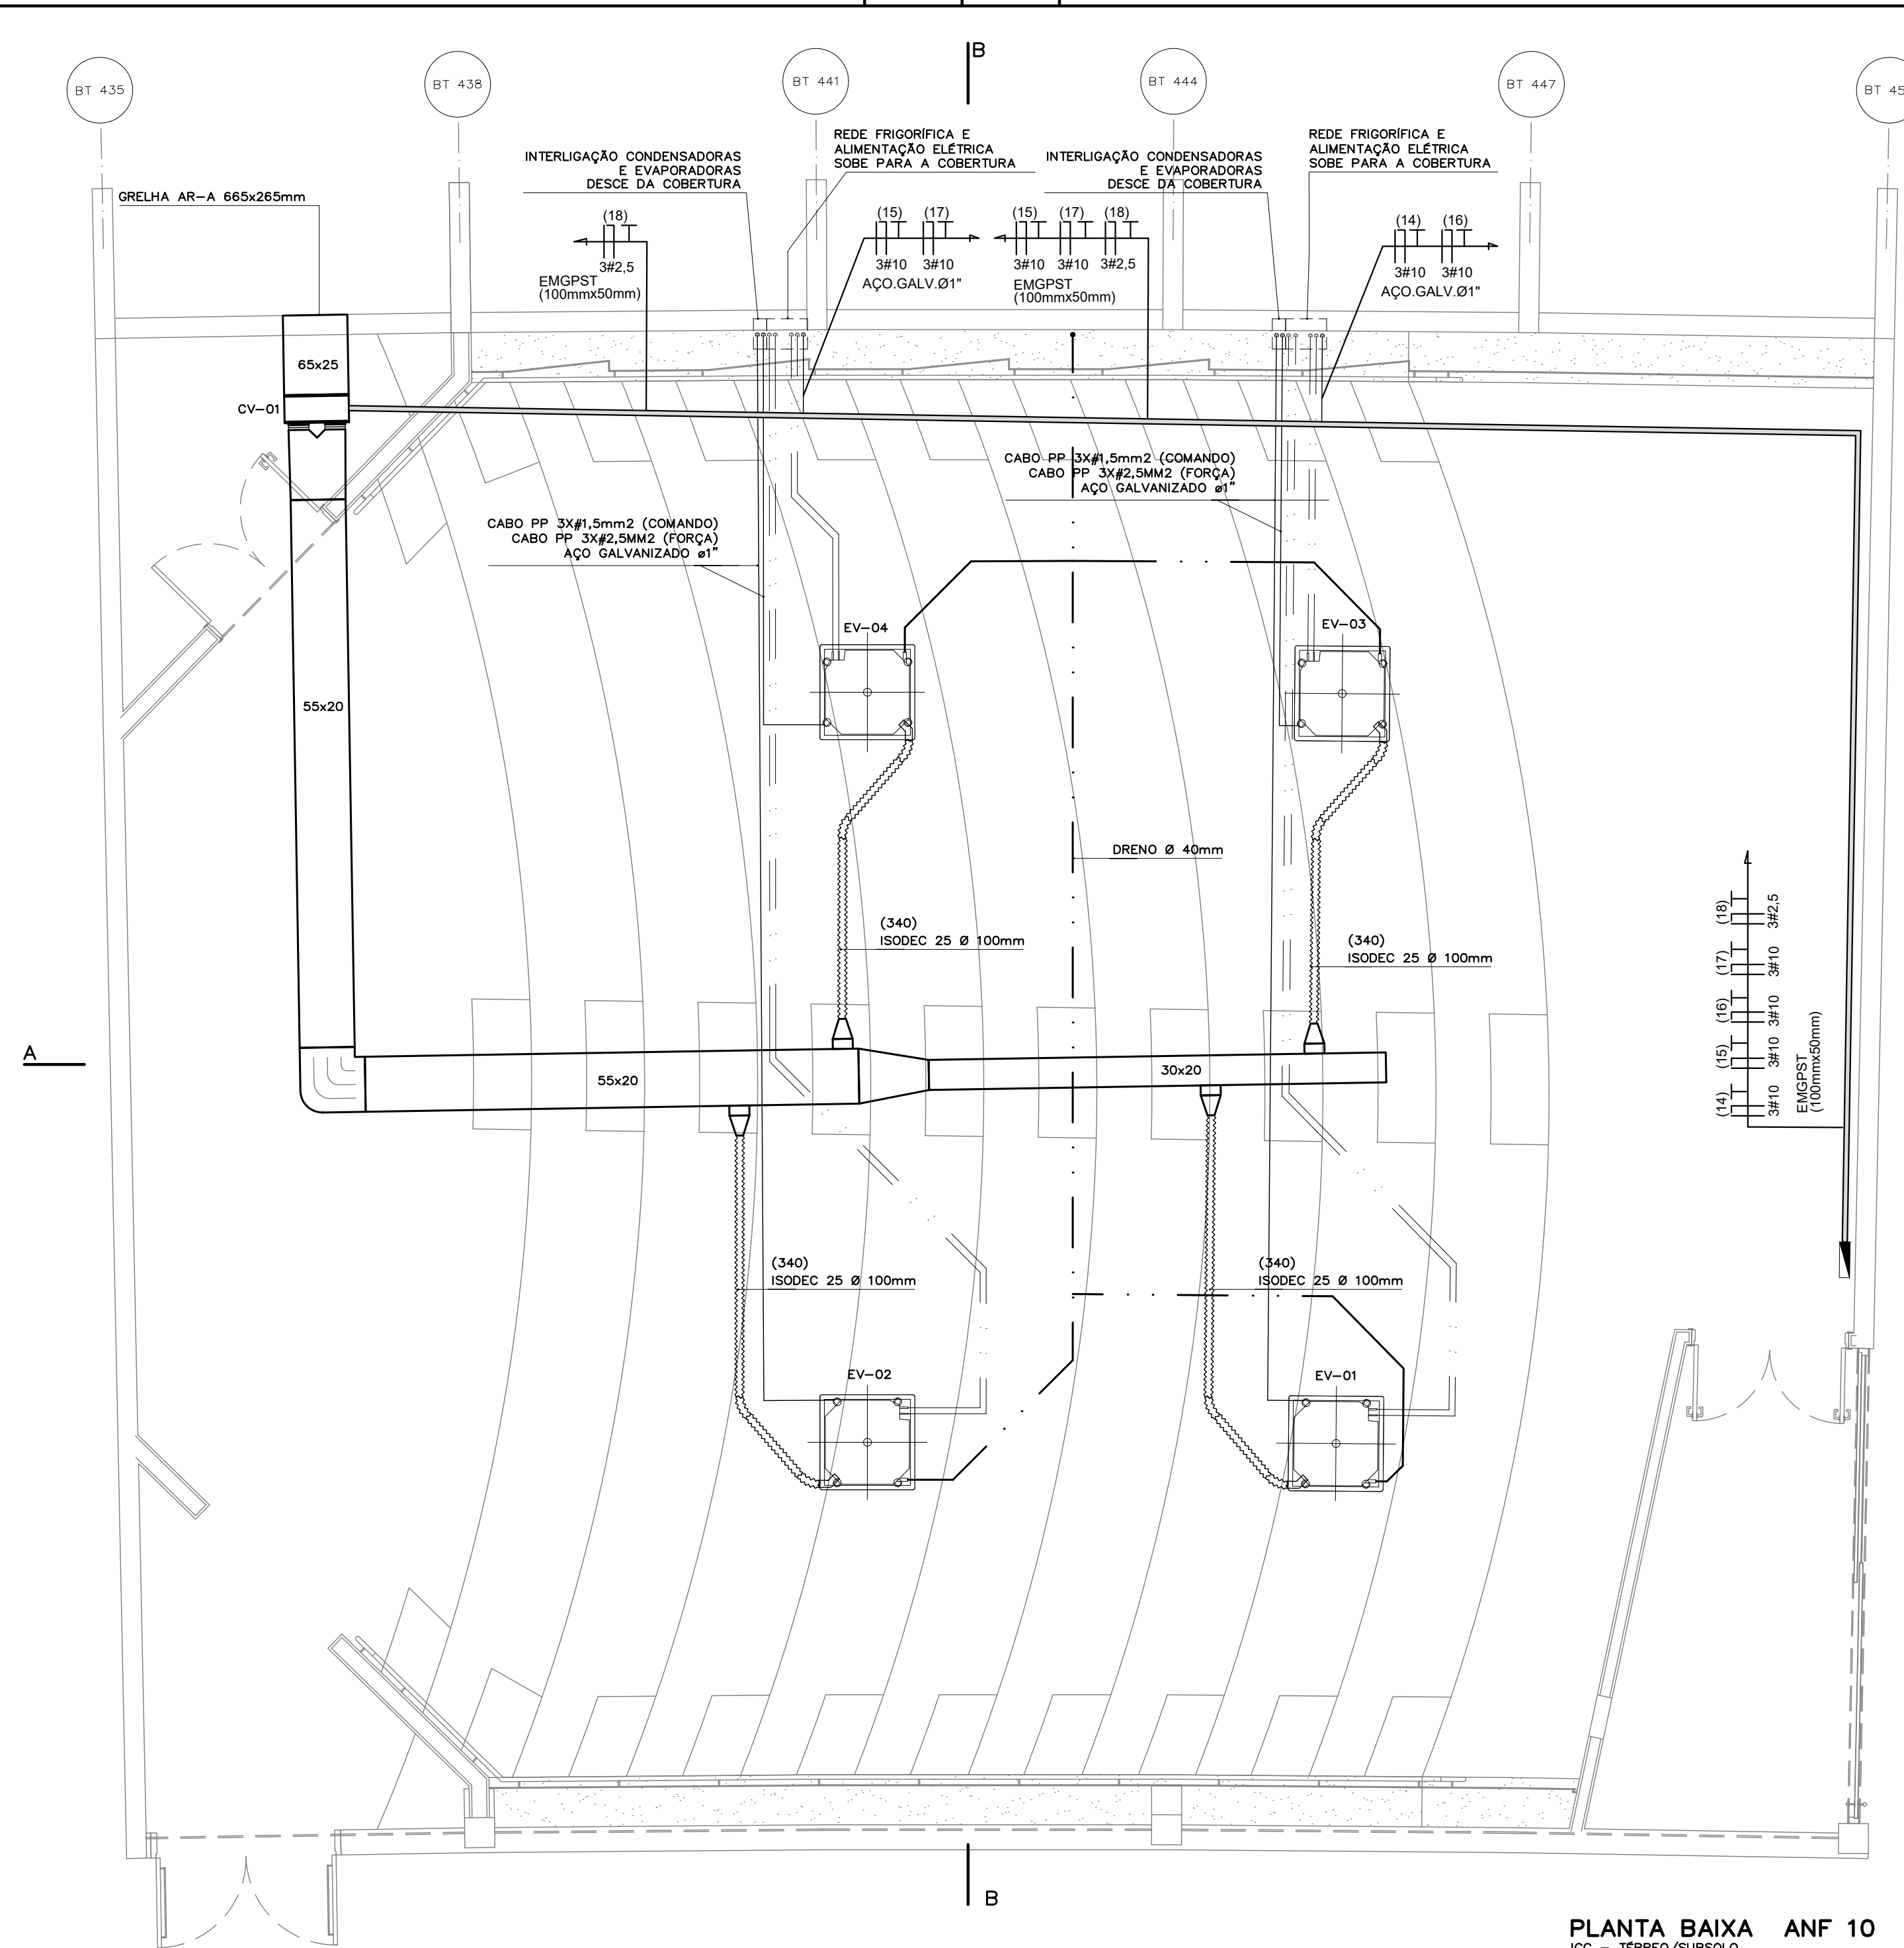 B
BT 435
BT 438
BT 441
BT 444
BT 447
REDE FRIGORÍFICA E
ALIMENTAÇÃO ELÉTRICA
SOBE PARA A COBERTURA
REDE FRIGORÍFICA E
ALIMENTAÇÃO ELÉTRICA
SOBE PARA A COBERTURA
INTERLIGAÇÃO CONDENSADORAS
E EVAPORADORAS
DESCE DA COBERTURA
INTERLIGAÇÃO CONDENSADORAS
E EVAPORADORAS
DESCE DA COBERTURA
GRELHA AR-A 665x265mm
(18)
3#2,5
EMGPST
(100mmx50mm)
(15) (17)
3#10 3#10
AÇO.GALV.Ø1"
(15) (17) (18)
3#10 3#10 3#2,5
EMGPST
(100mmx50mm)
(14) (16)
3#10 3#10
AÇO.GALV.Ø1"
65x25
CV-01
CABO PP 3X#1,5mm2 (COMANDO)
CABO PP 3X#2,5MM2 (FORÇA)
AÇO GALVANIZADO ø1"
CABO PP 3X#1,5mm2 (COMANDO)
CABO PP 3X#2,5MM2 (FORÇA)
AÇO GALVANIZADO ø1"
EV-04
EV-03
55x20
DRENO Ø 40mm
(340)
ISODEC 25 Ø 100mm
(340)
ISODEC 25 Ø 100mm
(18) 3#2,5
(17) 3#10
(16) 3#10
(15) 3#10
(14) 3#10
EMGPST
(100mmx50mm)
A
55x20
30x20
(340)
ISODEC 25 Ø 100mm
(340)
ISODEC 25 Ø 100mm
EV-02
EV-01
B
PLANTA BAIXA ANF 10